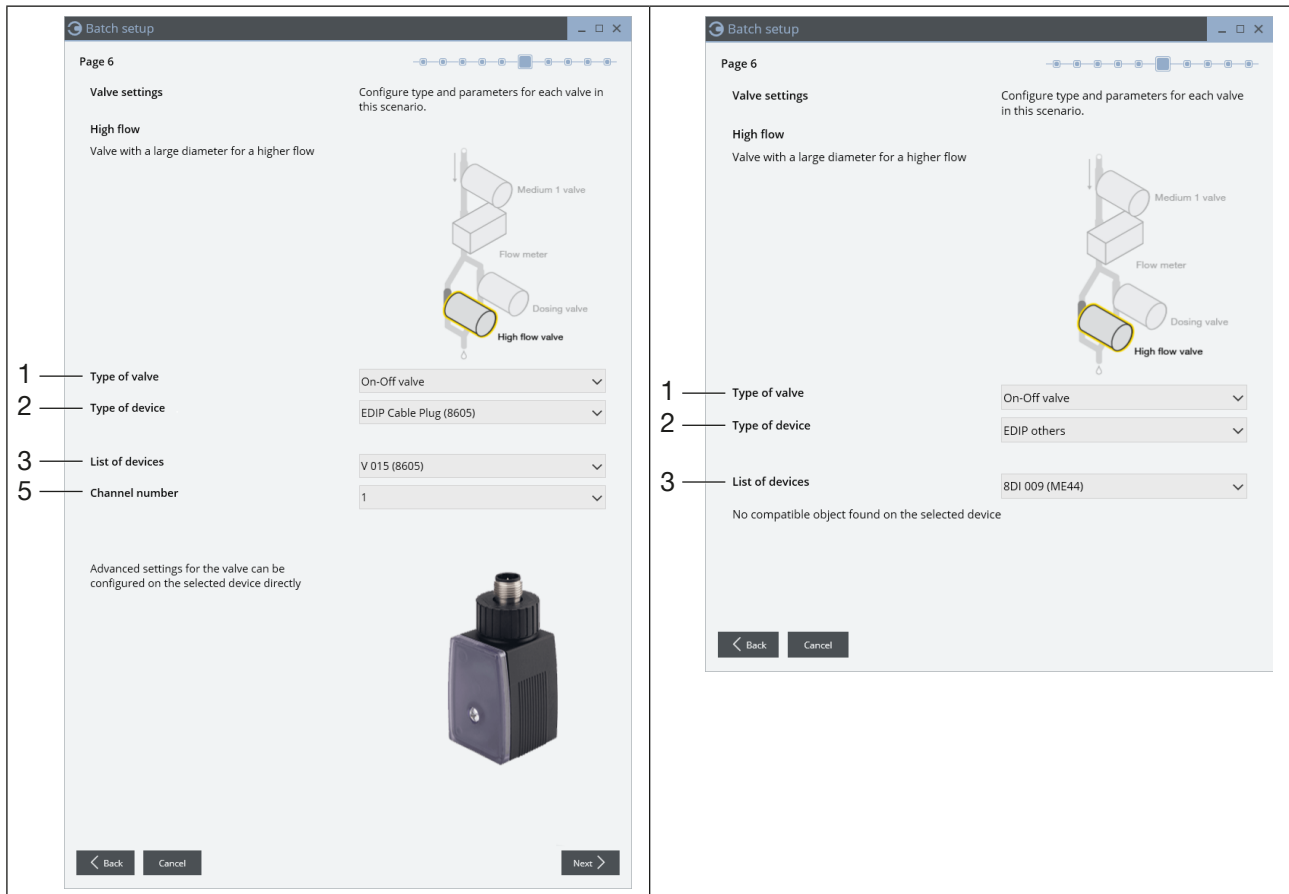 Batch setup
Page 6
Valve settings
Configure type and parameters for each valve in
this scenario.
High flow
Valve with a large diameter for a higher flow
Medium 1 valve
Flow meter
Dosing valve
High flow valve
1 Type of valve On-Off valve
2 Type of device EDIP Cable Plug (8605)
3 List of devices V 015 (8605)
5 Channel number 1
Advanced settings for the valve can be
configured on the selected device directly
Back Cancel Next
Batch setup
Page 6
Valve settings
Configure type and parameters for each valve
in this scenario.
High flow
Valve with a large diameter for a higher flow
Medium 1 valve
Flow meter
Dosing valve
High flow valve
1 Type of valve On-Off valve
2 Type of device EDIP others
3 List of devices 8DI 009 (ME44)
No compatible object found on the selected device
Back Cancel